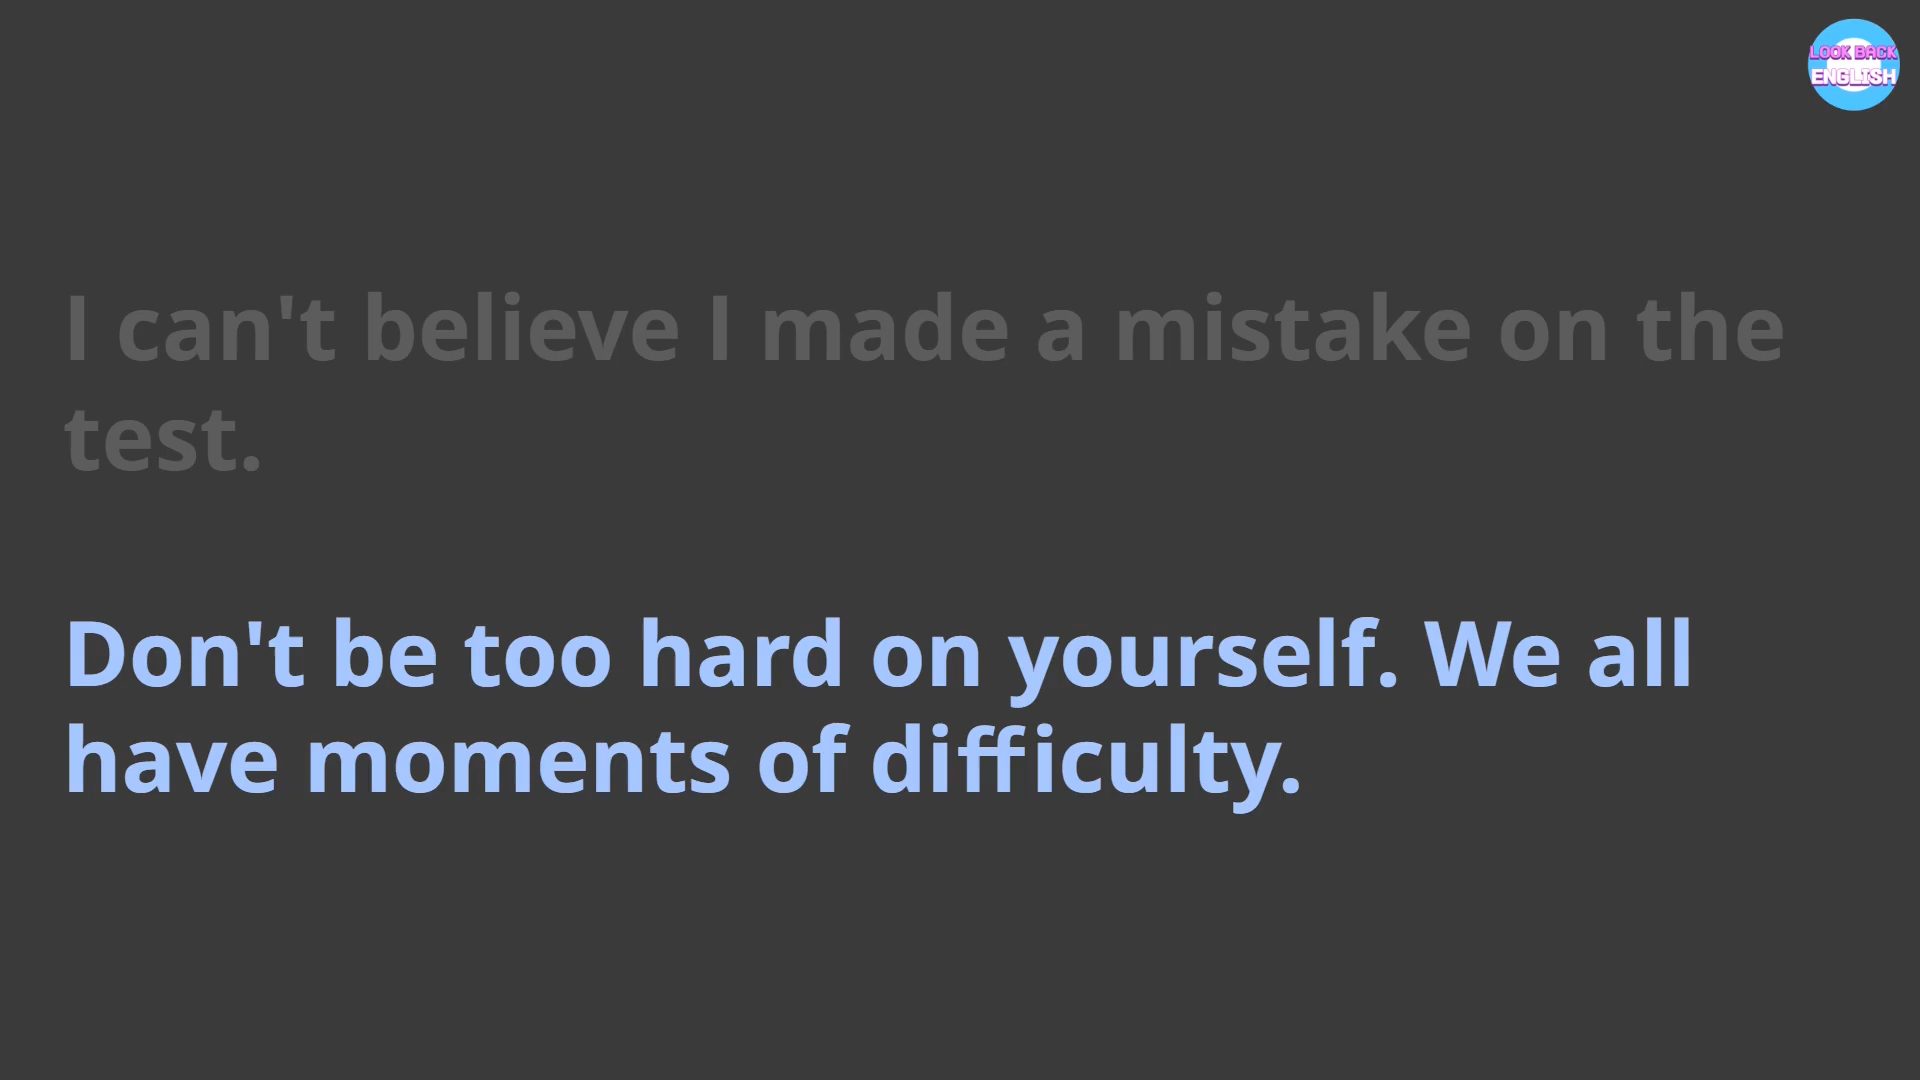 LOOK BACK
ENGLISH
I can't believe I made a mistake on the
test.
Don't be too hard on yourself. We all
have moments of difficulty.